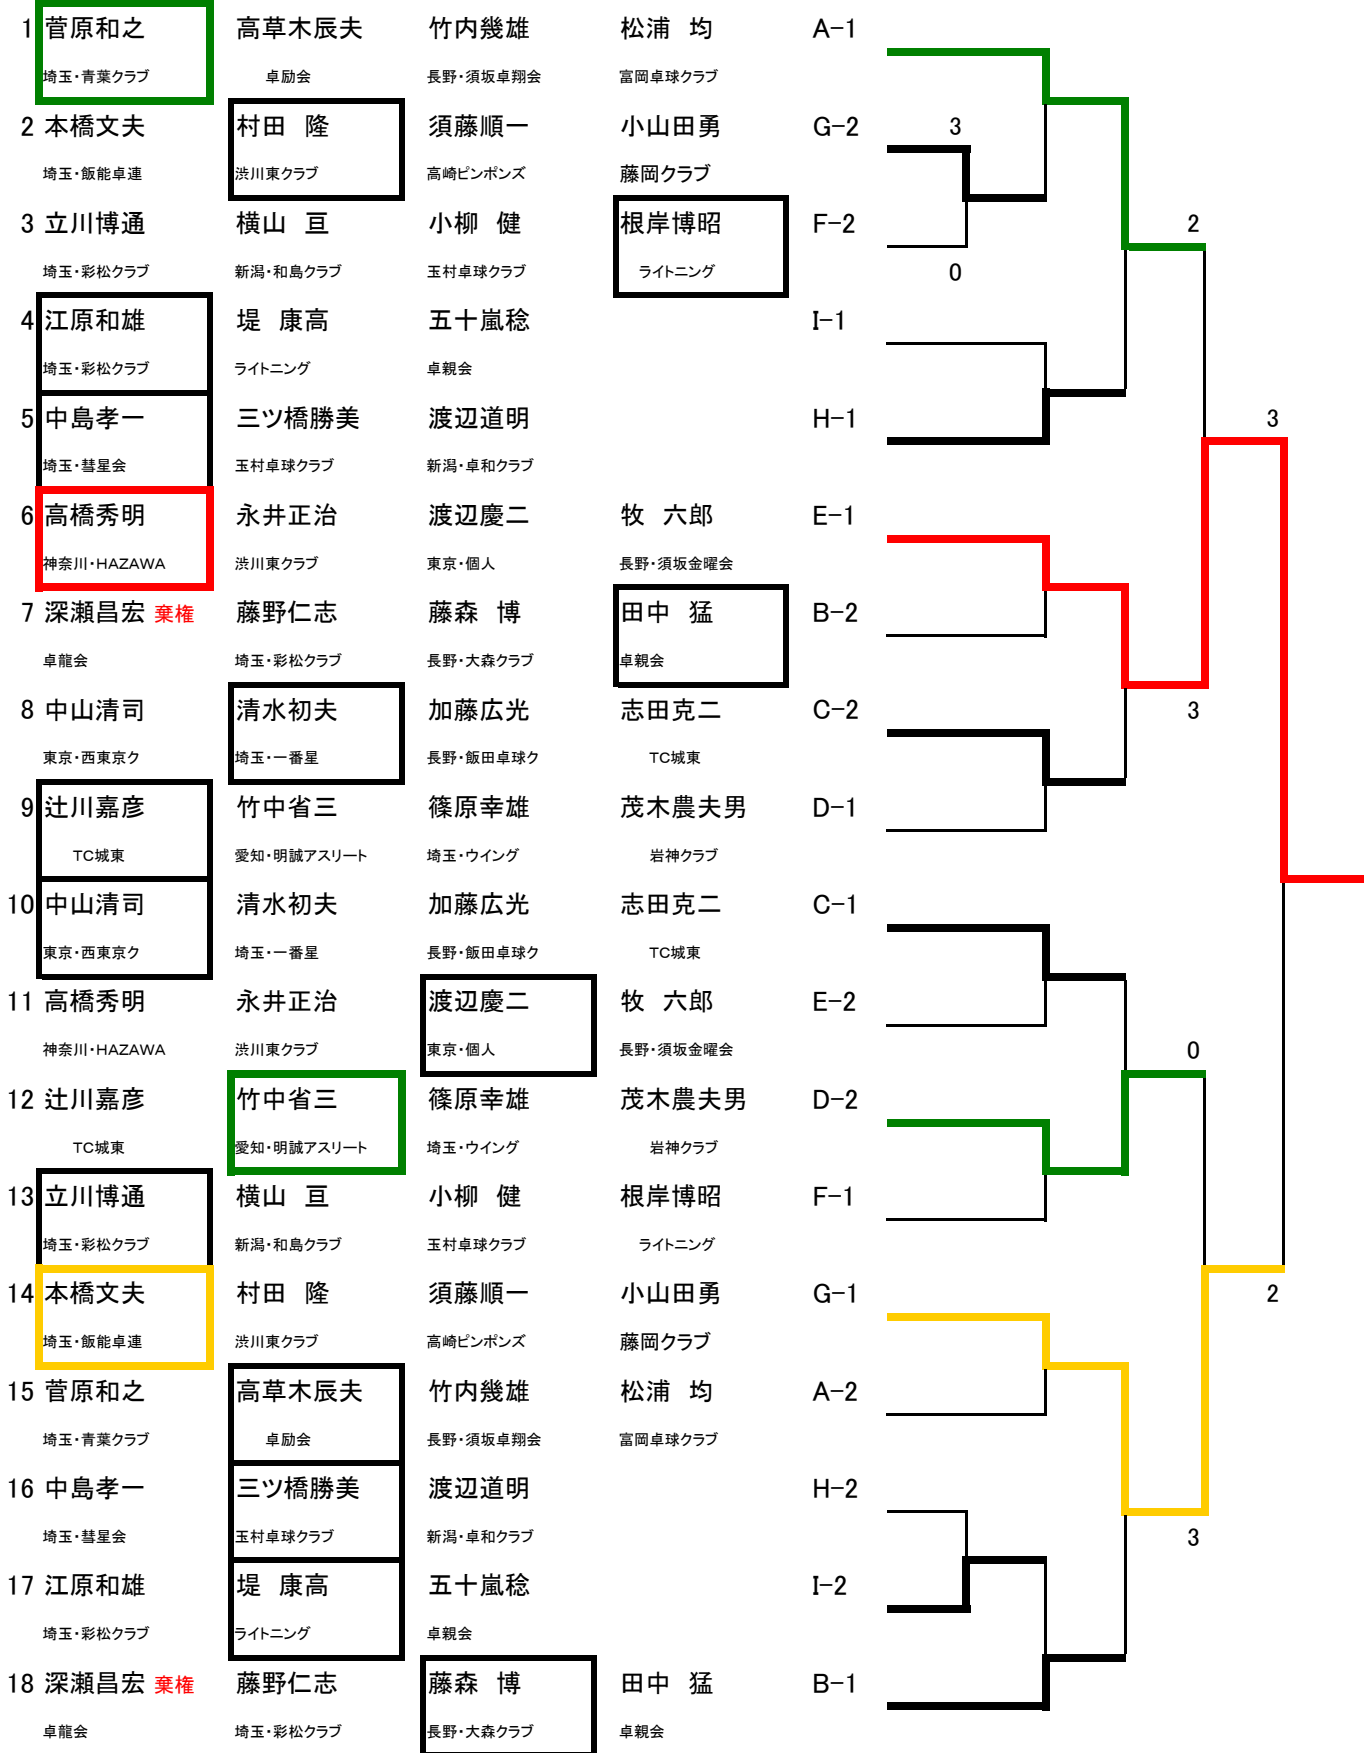 1 菅原和之 高草木辰夫 竹内幾雄 松浦 均 A-1
埼玉・青葉クラブ 卓励会 長野・須坂卓翔会 富岡卓球クラブ
2 本橋文夫 村田 隆 須藤順一 小山田勇 G-2 3
埼玉・飯能卓連 渋川東クラブ 高崎ピンポンズ 藤岡クラブ
3 立川博通 横山 亘 小柳 健 根岸博昭 F-2 2
埼玉・彩松クラブ 新潟・和島クラブ 玉村卓球クラブ ライトニング 0
4 江原和雄 堤 康高 五十嵐稔 I-1
埼玉・彩松クラブ ライトニング 卓親会
5 中島孝一 三ツ橋勝美 渡辺道明 H-1 3
埼玉・彗星会 玉村卓球クラブ 新潟・卓和クラブ
6 高橋秀明 永井正治 渡辺慶二 牧 六郎 E-1
神奈川・HAZAWA 渋川東クラブ 東京・個人 長野・須坂金曜会
7 深瀬昌宏 棄権 藤野仁志 藤森 博 田中 猛 B-2
卓龍会 埼玉・彩松クラブ 長野・大森クラブ 卓親会
8 中山清司 清水初夫 加藤広光 志田克二 C-2 3
東京・西東京ク 埼玉・一番星 長野・飯田卓球ク TC城東
9 辻川嘉彦 竹中省三 篠原幸雄 茂木農夫男 D-1
TC城東 愛知・明誠アスリート 埼玉・ウイング 岩神クラブ
10 中山清司 清水初夫 加藤広光 志田克二 C-1
東京・西東京ク 埼玉・一番星 長野・飯田卓球ク TC城東
11 高橋秀明 永井正治 渡辺慶二 牧 六郎 E-2
神奈川・HAZAWA 渋川東クラブ 東京・個人 長野・須坂金曜会 0
12 辻川嘉彦 竹中省三 篠原幸雄 茂木農夫男 D-2
TC城東 愛知・明誠アスリート 埼玉・ウイング 岩神クラブ
13 立川博通 横山 亘 小柳 健 根岸博昭 F-1
埼玉・彩松クラブ 新潟・和島クラブ 玉村卓球クラブ ライトニング
14 本橋文夫 村田 隆 須藤順一 小山田勇 G-1 2
埼玉・飯能卓連 渋川東クラブ 高崎ピンポンズ 藤岡クラブ
15 菅原和之 高草木辰夫 竹内幾雄 松浦 均 A-2
埼玉・青葉クラブ 卓励会 長野・須坂卓翔会 富岡卓球クラブ
16 中島孝一 三ツ橋勝美 渡辺道明 H-2
埼玉・彗星会 玉村卓球クラブ 新潟・卓和クラブ 3
17 江原和雄 堤 康高 五十嵐稔 I-2
埼玉・彩松クラブ ライトニング 卓親会
18 深瀬昌宏 棄権 藤野仁志 藤森 博 田中 猛 B-1
卓龍会 埼玉・彩松クラブ 長野・大森クラブ 卓親会